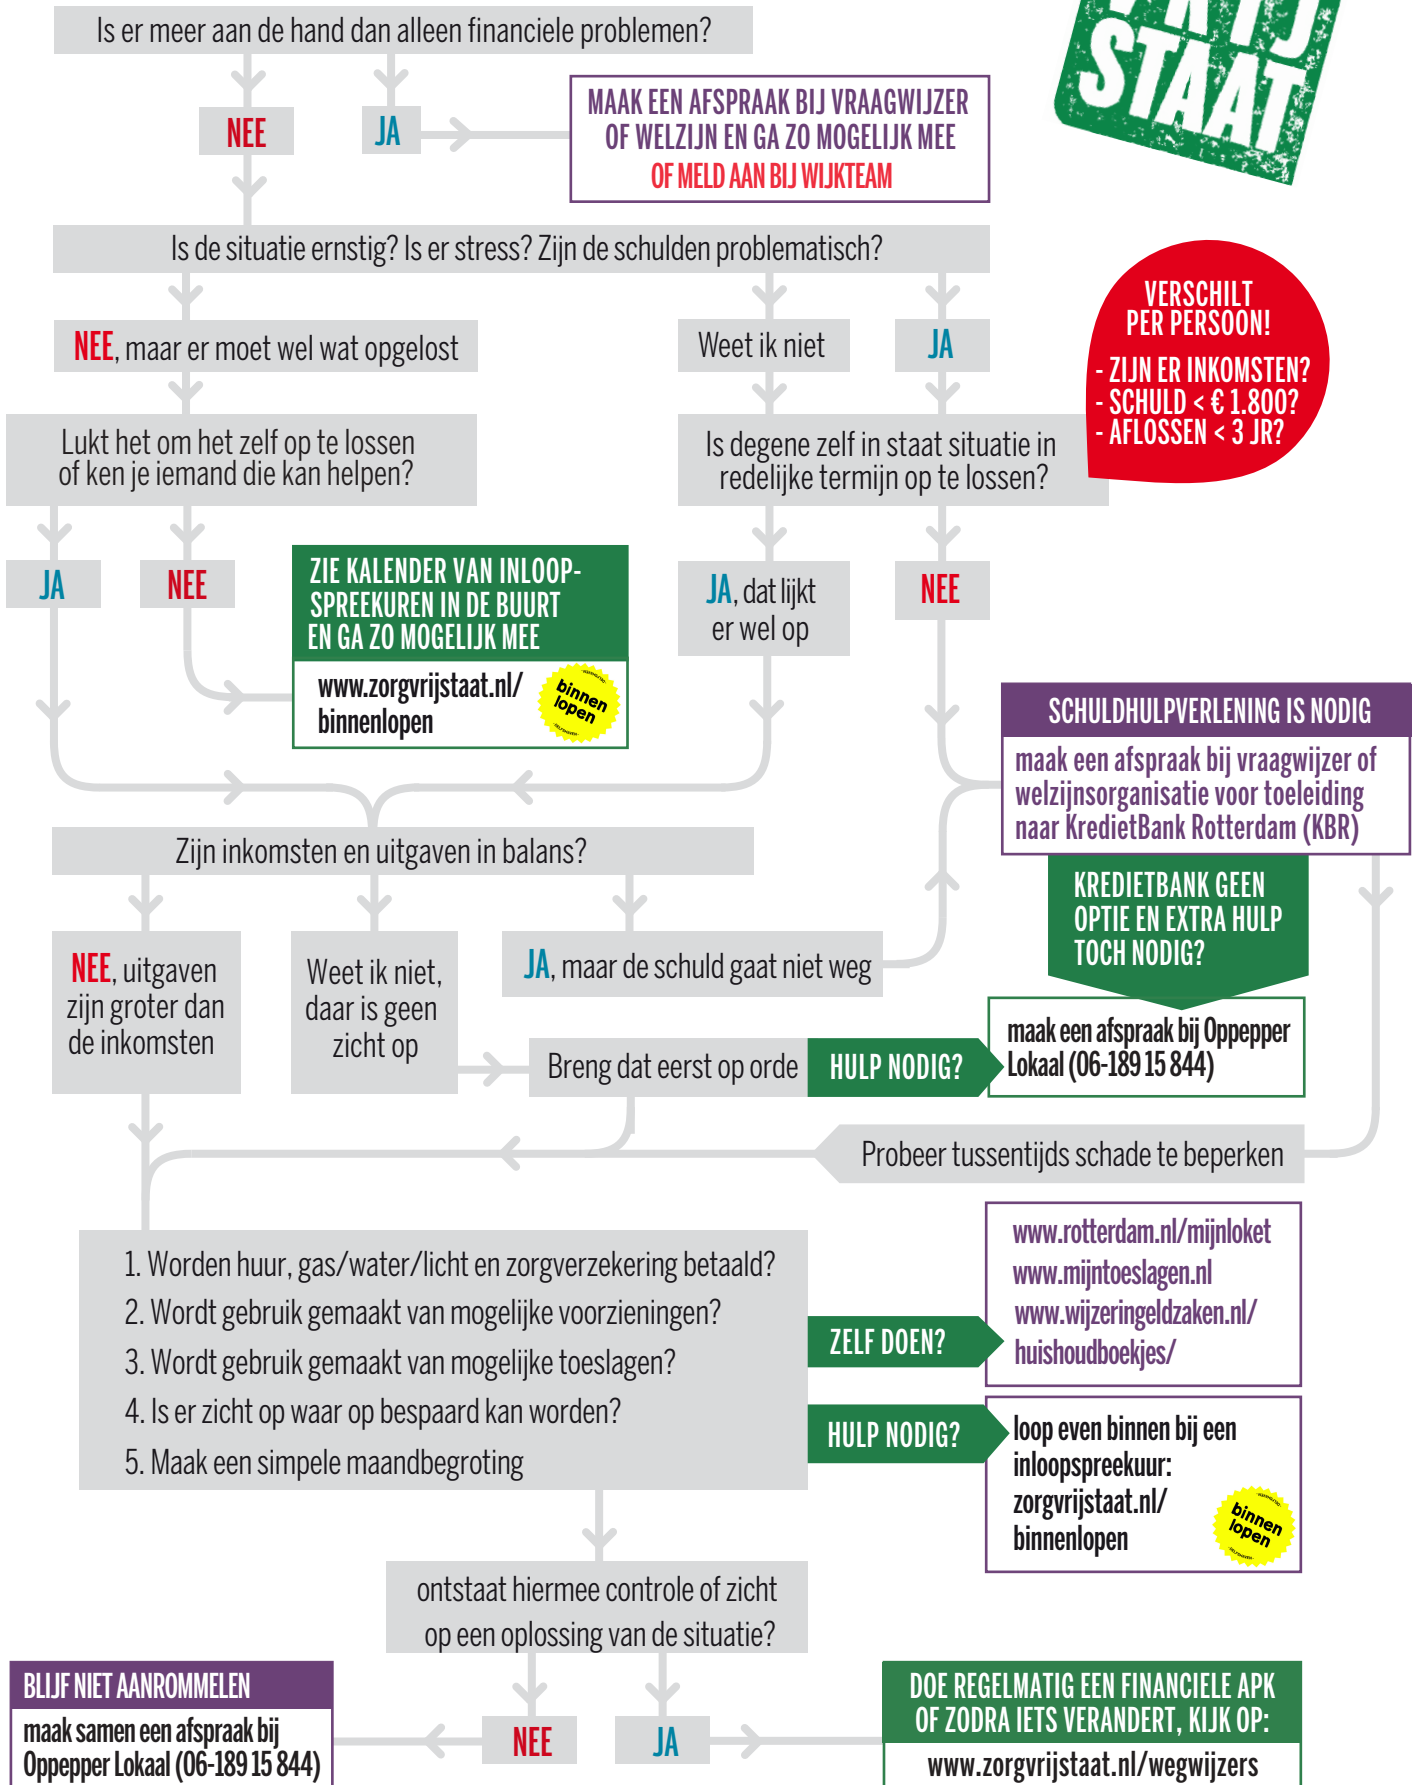 Is er meer aan de hand dan alleen financiele problemen?
VRIJ
STAAT
NEE
JA
MAAK EEN AFSPRAAK BIJ VRAAGWIJZER
OF WELZIJN EN GA ZO MOGELIJK MEE
OF MELD AAN BIJ WIJKTEAM
Is de situatie ernstig? Is er stress? Zijn de schulden problematisch?
NEE, maar er moet wel wat opgelost
Weet ik niet
JA
VERSCHILT
PER PERSOON!
- ZIJN ER INKOMSTEN?
- SCHULD < € 1.800?
- AFLOSSEN < 3 JR?
Lukt het om het zelf op te lossen
of ken je iemand die kan helpen?
Is degene zelf in staat situatie in
redelijke termijn op te lossen?
JA
NEE
ZIE KALENDER VAN INLOOP-
SPREEKUREN IN DE BUURT
EN GA ZO MOGELIJK MEE
www.zorgvrijstaat.nl/
binnenlopen
binnen
lopen
JA, dat lijkt
er wel op
NEE
SCHULDHULPVERLENING IS NODIG
maak een afspraak bij vraagwijzer of
welzijnsorganisatie voor toeleiding
naar KredietBank Rotterdam (KBR)
Zijn inkomsten en uitgaven in balans?
KREDIETBANK GEEN
OPTIE EN EXTRA HULP
TOCH NODIG?
NEE, uitgaven
zijn groter dan
de inkomsten
Weet ik niet,
daar is geen
zicht op
JA, maar de schuld gaat niet weg
Breng dat eerst op orde
HULP NODIG?
maak een afspraak bij Oppepper
Lokaal (06-189 15 844)
Probeer tussentijds schade te beperken
1. Worden huur, gas/water/licht en zorgverzekering betaald?
2. Wordt gebruik gemaakt van mogelijke voorzieningen?
3. Wordt gebruik gemaakt van mogelijke toeslagen?
4. Is er zicht op waar op bespaard kan worden?
5. Maak een simpele maandbegroting
ZELF DOEN?
www.rotterdam.nl/mijnloket
www.mijntoeslagen.nl
www.wijzeringeldzaken.nl/
huishoudboekjes/
HULP NODIG?
loop even binnen bij een
inloopspreekuur:
zorgvrijstaat.nl/
binnenlopen
binnen
lopen
ontstaat hiermee controle of zicht
op een oplossing van de situatie?
BLIJF NIET AANROMMELEN
maak samen een afspraak bij
Oppepper Lokaal (06-189 15 844)
NEE
JA
DOE REGELMATIG EEN FINANCIELE APK
OF ZODRA IETS VERANDERT, KIJK OP:
www.zorgvrijstaat.nl/wegwijzers